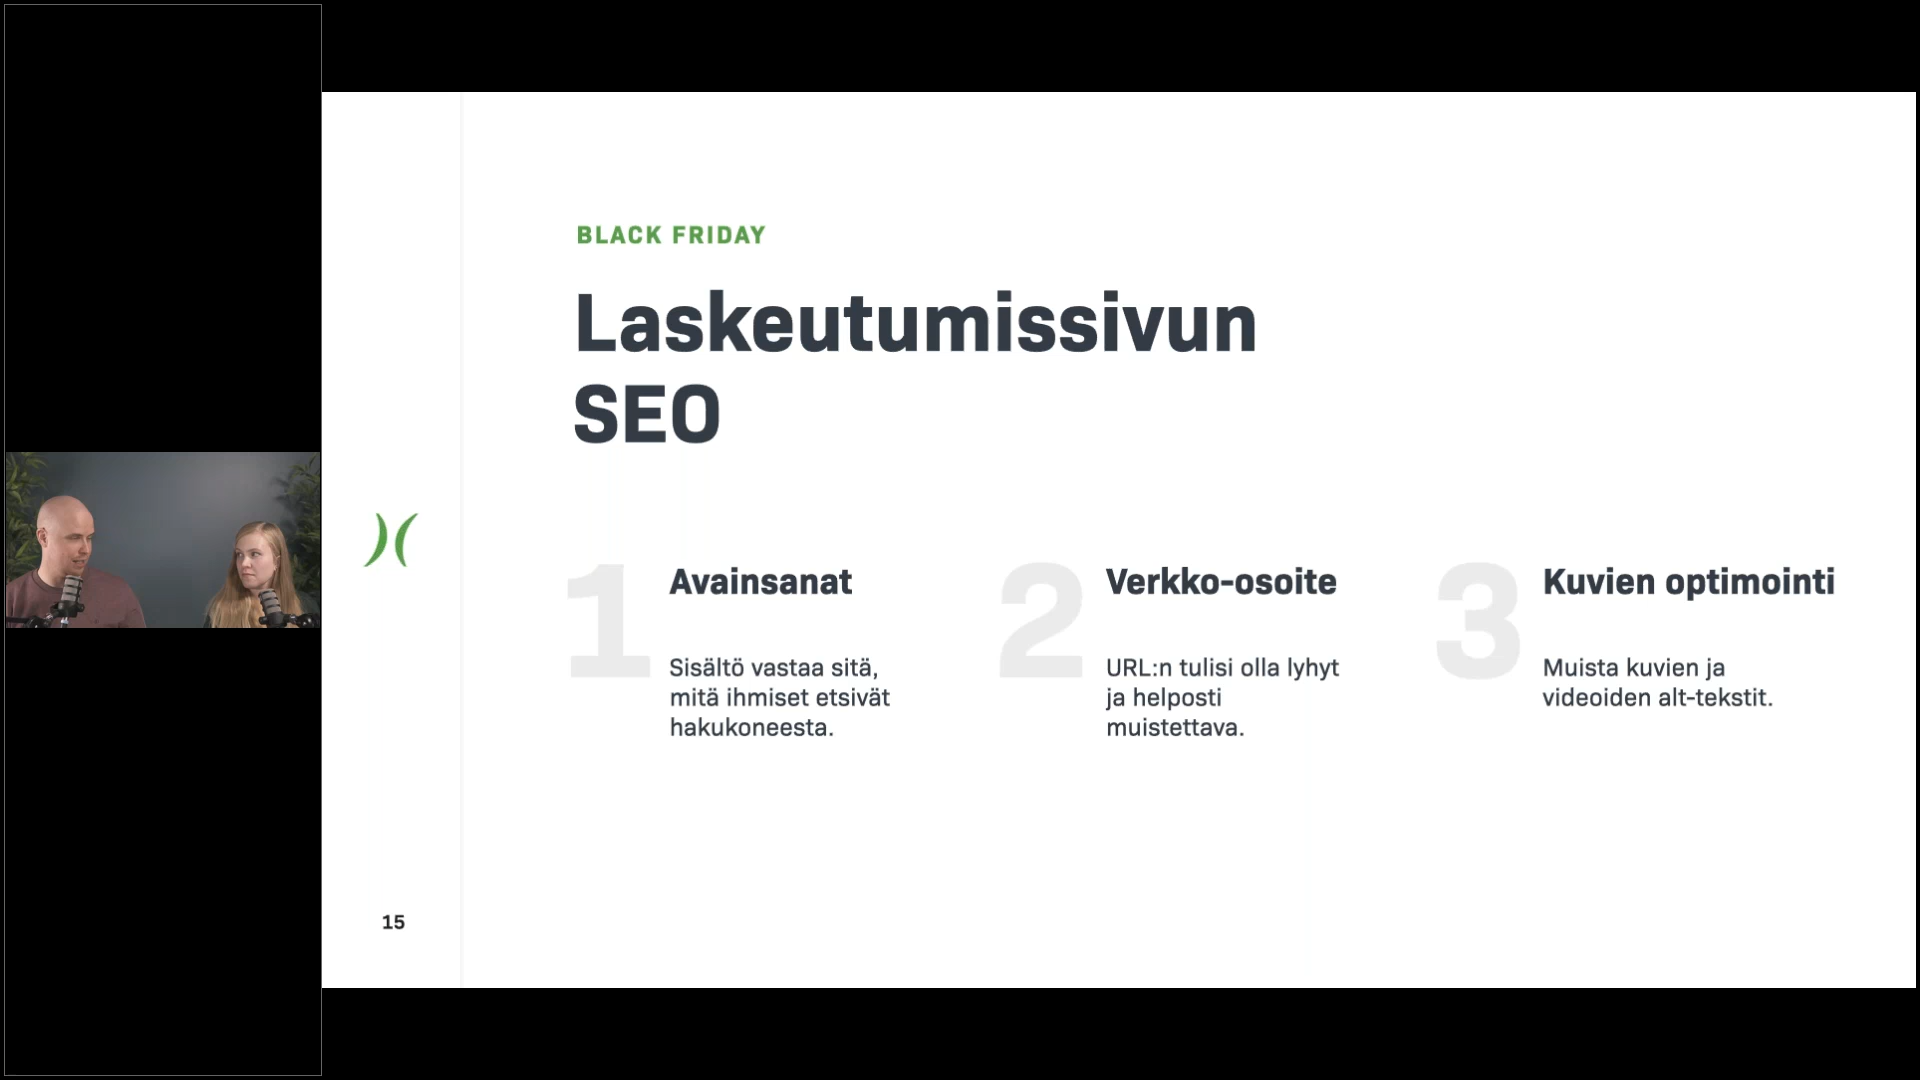 BLACK FRIDAY
Laskeutumissivun
SEO
1
Avainsanat
Sisältö vastaa sitä,
mitä ihmiset etsivät
hakukoneesta.
2
Verkko-osoite
URL:n tulisi olla lyhyt
ja helposti
muistettava.
3
Kuvien optimointi
Muista kuvien ja
videoiden alt-tekstit.
15